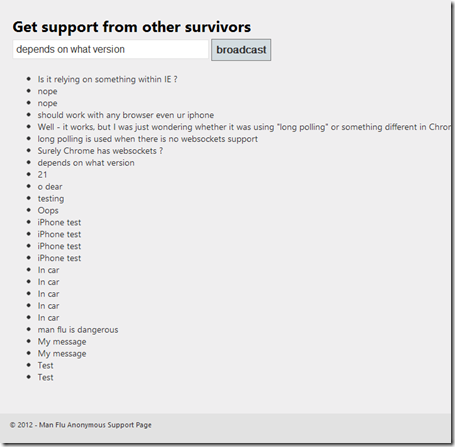 Get support from other survivors
depends on what version broadcast
Is it relying on something within IE ?
nope
nope
should work with any browser even ur iphone
Well - it works, but I was just wondering whether it was using "long polling" or something different in Chrom
long polling is used when there is no websockets support
Surely Chrome has websockets ?
depends on what version
21
o dear
testing
Oops
iPhone test
iPhone test
iPhone test
iPhone test
In car
In car
In car
In car
In car
man flu is dangerous
My message
My message
Test
Test
© 2012 - Man Flu Anonymous Support Page